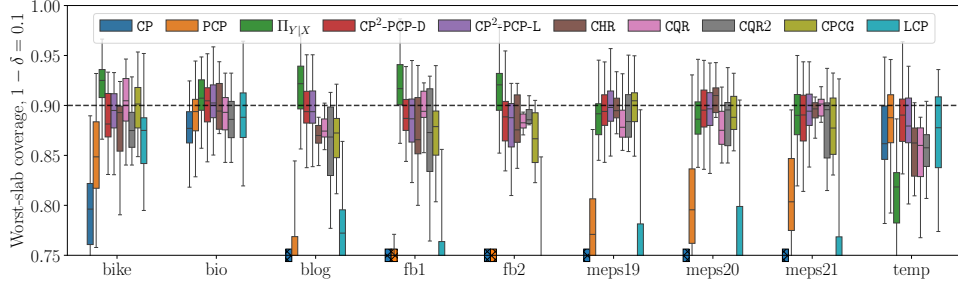 Worst-slab coverage, 1 − δ = 0.1
1.00
0.95
0.90
0.85
0.80
0.75
CP PCP Π_{Y|X} CP²-PCP-D CP²-PCP-L CHR CQR CQR2 CPCG LCP
bike bio blog fb1 fb2 meps19 meps20 meps21 temp